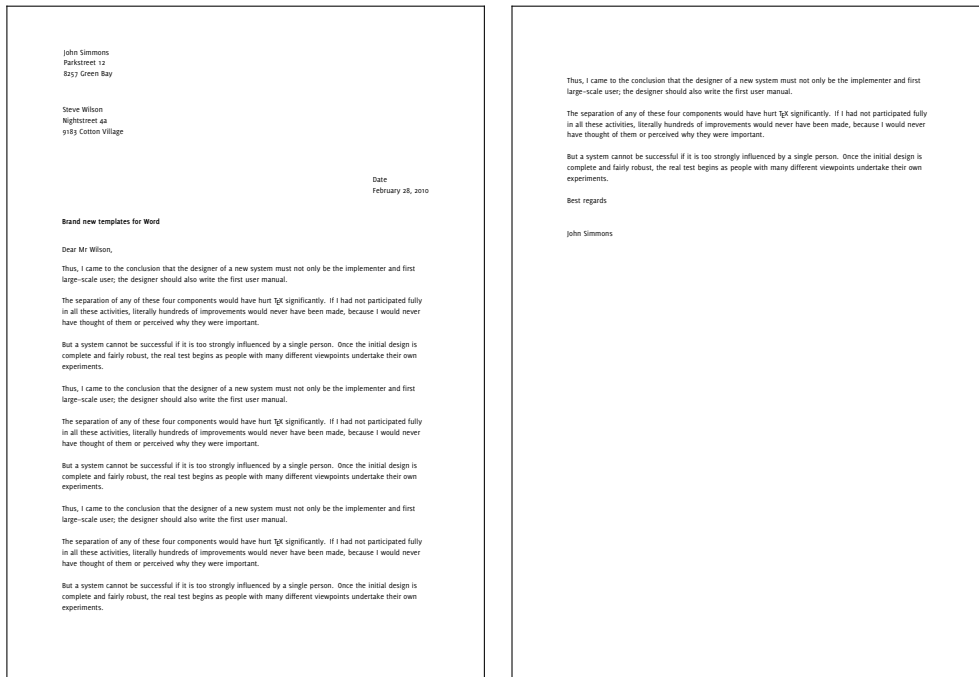 John Simmons
Parkstreet 12
8257 Green Bay
Steve Wilson
Nightstreet 4a
9183 Cotton Village
Date
February 28, 2010
Brand new templates for Word
Dear Mr Wilson,
Thus, I came to the conclusion that the designer of a new system must not only be the implementer and first
large–scale user; the designer should also write the first user manual.
The separation of any of these four components would have hurt TEX significantly. If I had not participated fully
in all these activities, literally hundreds of improvements would never have been made, because I would never
have thought of them or perceived why they were important.
But a system cannot be successful if it is too strongly influenced by a single person. Once the initial design is
complete and fairly robust, the real test begins as people with many different viewpoints undertake their own
experiments.
Thus, I came to the conclusion that the designer of a new system must not only be the implementer and first
large–scale user; the designer should also write the first user manual.
The separation of any of these four components would have hurt TEX significantly. If I had not participated fully
in all these activities, literally hundreds of improvements would never have been made, because I would never
have thought of them or perceived why they were important.
But a system cannot be successful if it is too strongly influenced by a single person. Once the initial design is
complete and fairly robust, the real test begins as people with many different viewpoints undertake their own
experiments.
Thus, I came to the conclusion that the designer of a new system must not only be the implementer and first
large–scale user; the designer should also write the first user manual.
The separation of any of these four components would have hurt TEX significantly. If I had not participated fully
in all these activities, literally hundreds of improvements would never have been made, because I would never
have thought of them or perceived why they were important.
But a system cannot be successful if it is too strongly influenced by a single person. Once the initial design is
complete and fairly robust, the real test begins as people with many different viewpoints undertake their own
experiments.
Thus, I came to the conclusion that the designer of a new system must not only be the implementer and first
large–scale user; the designer should also write the first user manual.
The separation of any of these four components would have hurt TEX significantly. If I had not participated fully
in all these activities, literally hundreds of improvements would never have been made, because I would never
have thought of them or perceived why they were important.
But a system cannot be successful if it is too strongly influenced by a single person. Once the initial design is
complete and fairly robust, the real test begins as people with many different viewpoints undertake their own
experiments.
Best regards
John Simmons